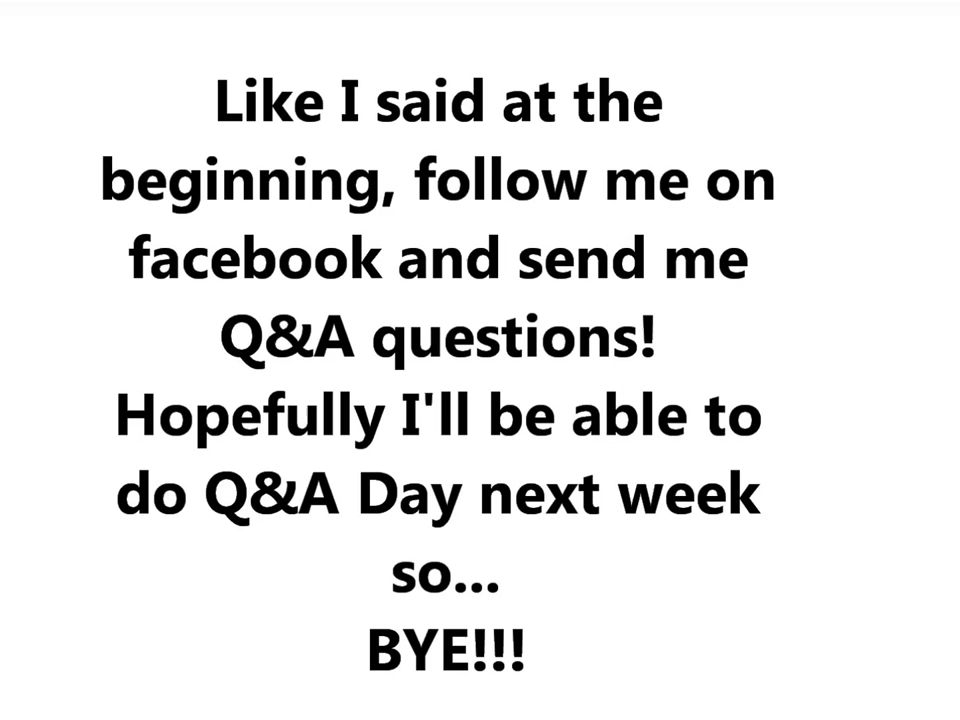 Like I said at the
beginning, follow me on
facebook and send me
Q&A questions!
Hopefully I'll be able to
do Q&A Day next week
so...
BYE!!!